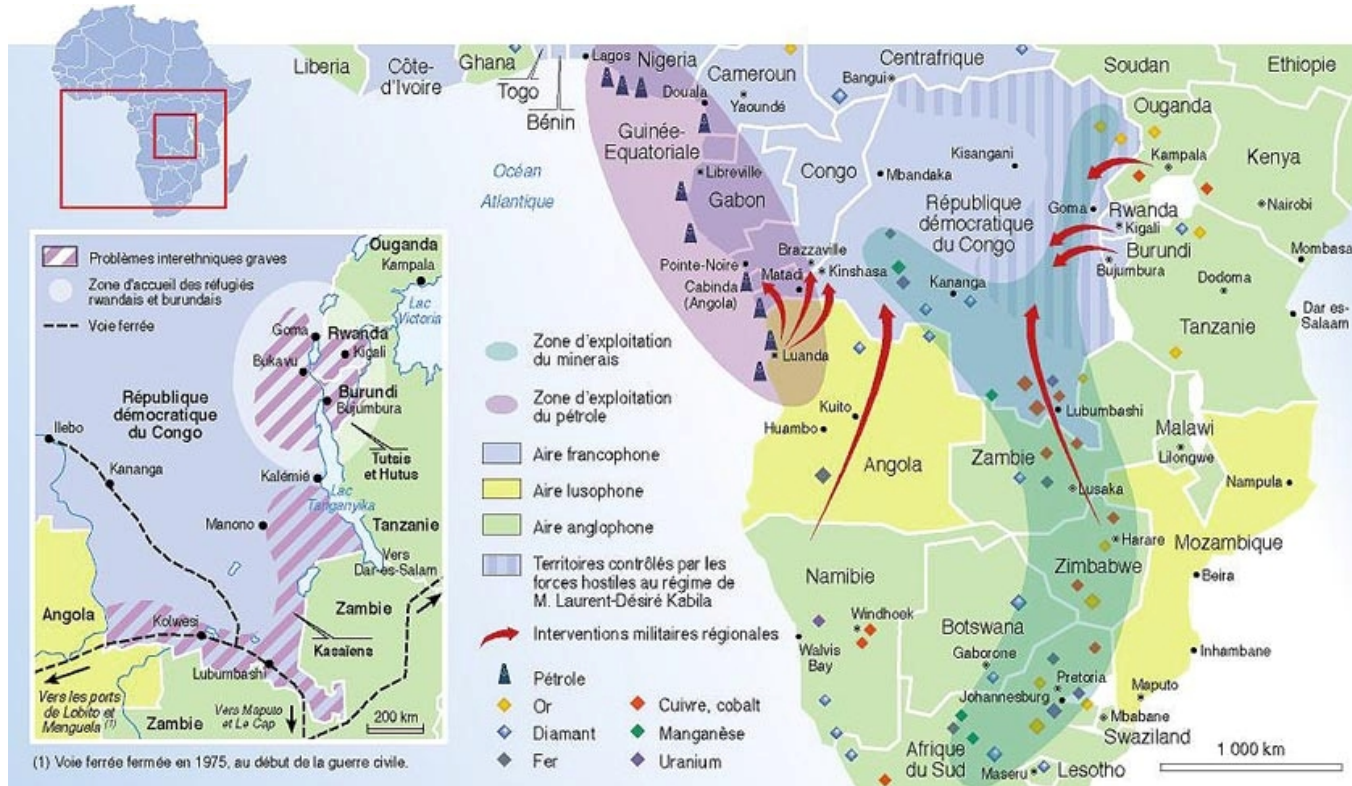 Liberia
Côte-
d'Ivoire
Ghana
Togo
Bénin
Lagos
Nigeria
Douala
Cameroun
Yaoundé
Centrafrique
Bangui
Soudan
Ethiopie
Ouganda
Kampala
Kenya
Nairobi
Guinée-
Equatoriale
Libreville
Gabon
Congo
Mbandaka
Kisangani
Océan
Atlantique
République
démocratique
du Congo
Goma
Rwanda
Kigali
Burundi
Bujumbura
Mombasa
Dodoma
Dar es-
Salaam
Tanzanie
Brazzaville
Pointe-Noire
Matadi
Kinshasa
Cabinda
(Angola)
Kananga
Luanda
Kuito
Huambo
Angola
Zambie
Lubumbashi
Malawi
Lilongwe
Lusaka
Nampula
Harare
Mozambique
Zimbabwe
Beira
Namibie
Windhoek
Walvis
Bay
Botswana
Gaborone
Pretoria
Johannesburg
Inhambane
Maputo
Mbabane
Swaziland
Afrique
du Sud
Maseru
Lesotho
1 000 km
Zone d'exploitation
du minerais
Zone d'exploitation
du pétrole
Aire francophone
Aire lusophone
Aire anglophone
Territoires contrôlés par les
forces hostiles au régime de
M. Laurent-Désiré Kabila
Interventions militaires régionales
Pétrole
Or
Diamant
Fer
Cuivre, cobalt
Manganèse
Uranium
Problèmes interethniques graves
Zone d'accueil des réfugiés
rwandais et burundais
Voie ferrée
Ouganda
Kampala
Lac
Victoria
Goma
Rwanda
Kigali
Bukavu
Burundi
Bujumbura
République
démocratique
du Congo
Ilebo
Kananga
Tutsis
et Hutus
Kalémié
Lac
Tanganyika
Manono
Tanzanie
Vers
Dar-es-Salam
Angola
Zambie
Kolwesi
Kasaïens
Lubumbashi
Vers les ports
de Lobito et
Menguela (1)
Zambie
Vers Maputo
et Le Cap
200 km
(1) Voie ferrée fermée en 1975, au début de la guerre civile.